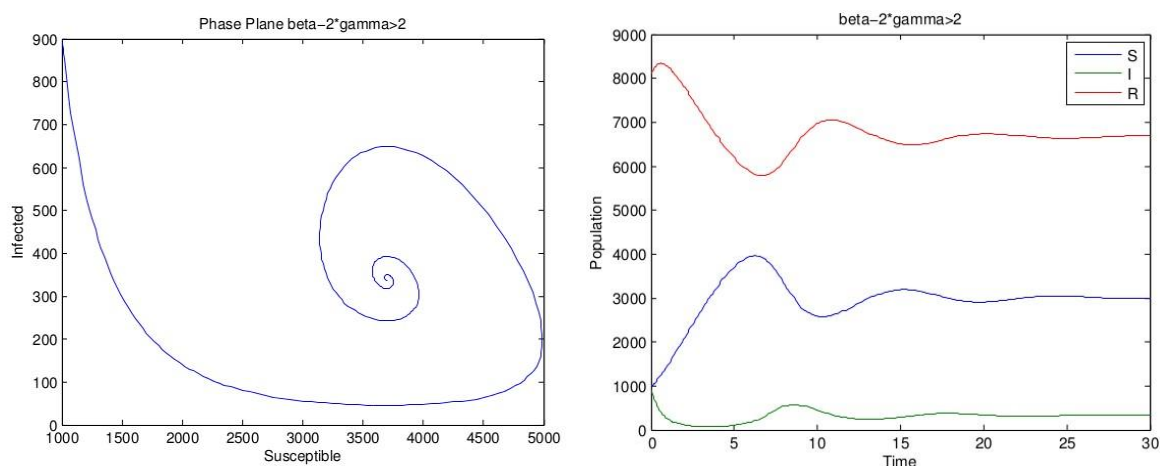 Phase Plane beta-2*gamma>2
900
800
700
600
500
400
300
200
100
0
Infected
1000 1500 2000 2500 3000 3500 4000 4500 5000
Susceptible
beta-2*gamma>2
9000
8000
7000
6000
5000
4000
3000
2000
1000
0
Population
S
I
R
0 5 10 15 20 25 30
Time